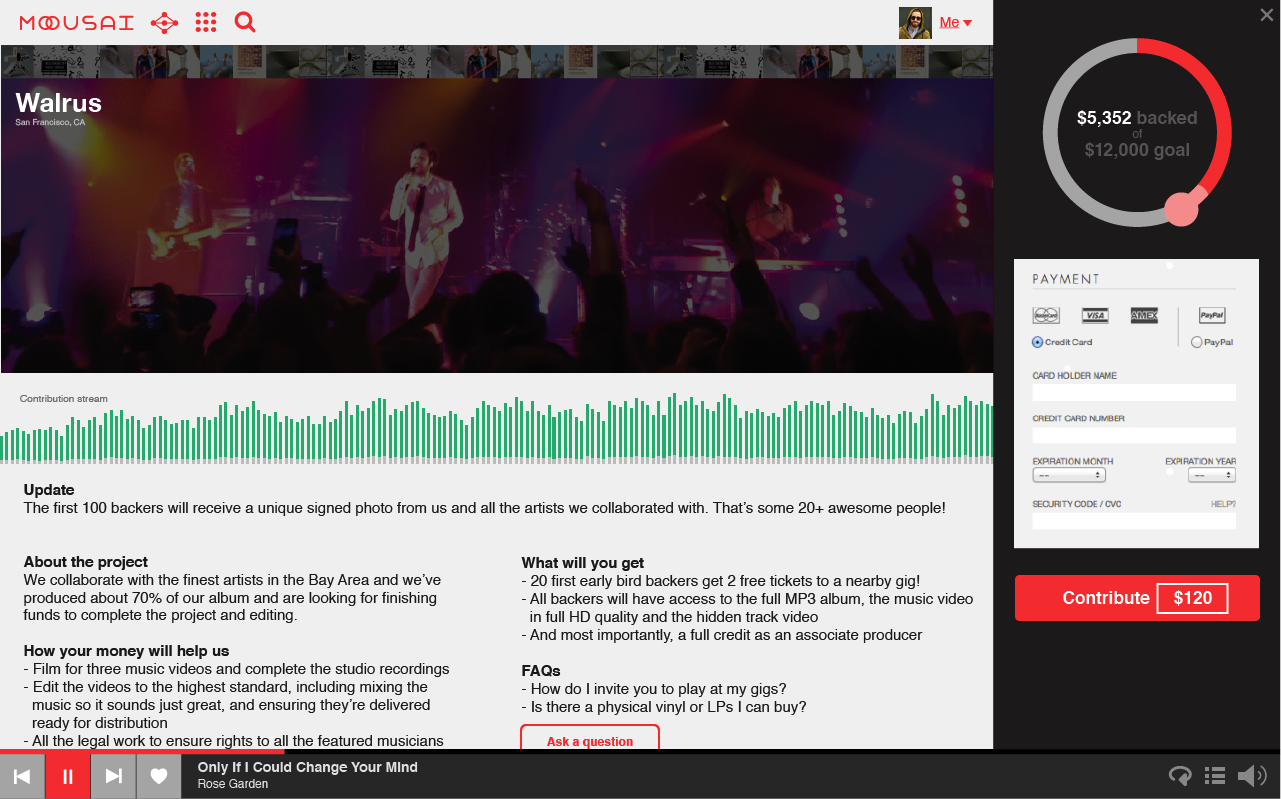 MOUSAI
Me
Walrus
San Francisco, CA
$5,352 backed
of
$12,000 goal
PAYMENT
MasterCard VISA AMEX PayPal
Credit Card PayPal
CARD HOLDER NAME
CREDIT CARD NUMBER
EXPIRATION MONTH EXPIRATION YEAR
-- --
SECURITY CODE / CVC HELP?
Contribute $120
Contribution stream
Update
The first 100 backers will receive a unique signed photo from us and all the artists we collaborated with. That’s some 20+ awesome people!
About the project
We collaborate with the finest artists in the Bay Area and we’ve
produced about 70% of our album and are looking for finishing
funds to complete the project and editing.
How your money will help us
- Film for three music videos and complete the studio recordings
- Edit the videos to the highest standard, including mixing the
music so it sounds just great, and ensuring they’re delivered
ready for distribution
- All the legal work to ensure rights to all the featured musicians
What will you get
- 20 first early bird backers get 2 free tickets to a nearby gig!
- All backers will have access to the full MP3 album, the music video
in full HD quality and the hidden track video
- And most importantly, a full credit as an associate producer
FAQs
- How do I invite you to play at my gigs?
- Is there a physical vinyl or LPs I can buy?
Ask a question
Only If I Could Change Your Mind
Rose Garden